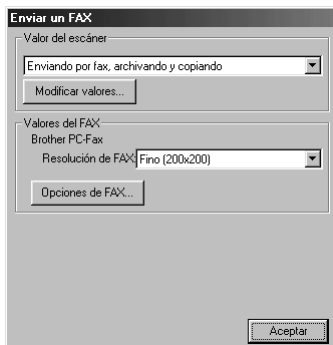 Enviar un FAX
Valor del escáner
Enviando por fax, archivando y copiando
Modificar valores...
Valores del FAX
Brother PC-Fax
Resolución de FAX: Fino (200x200)
Opciones de FAX...
Aceptar